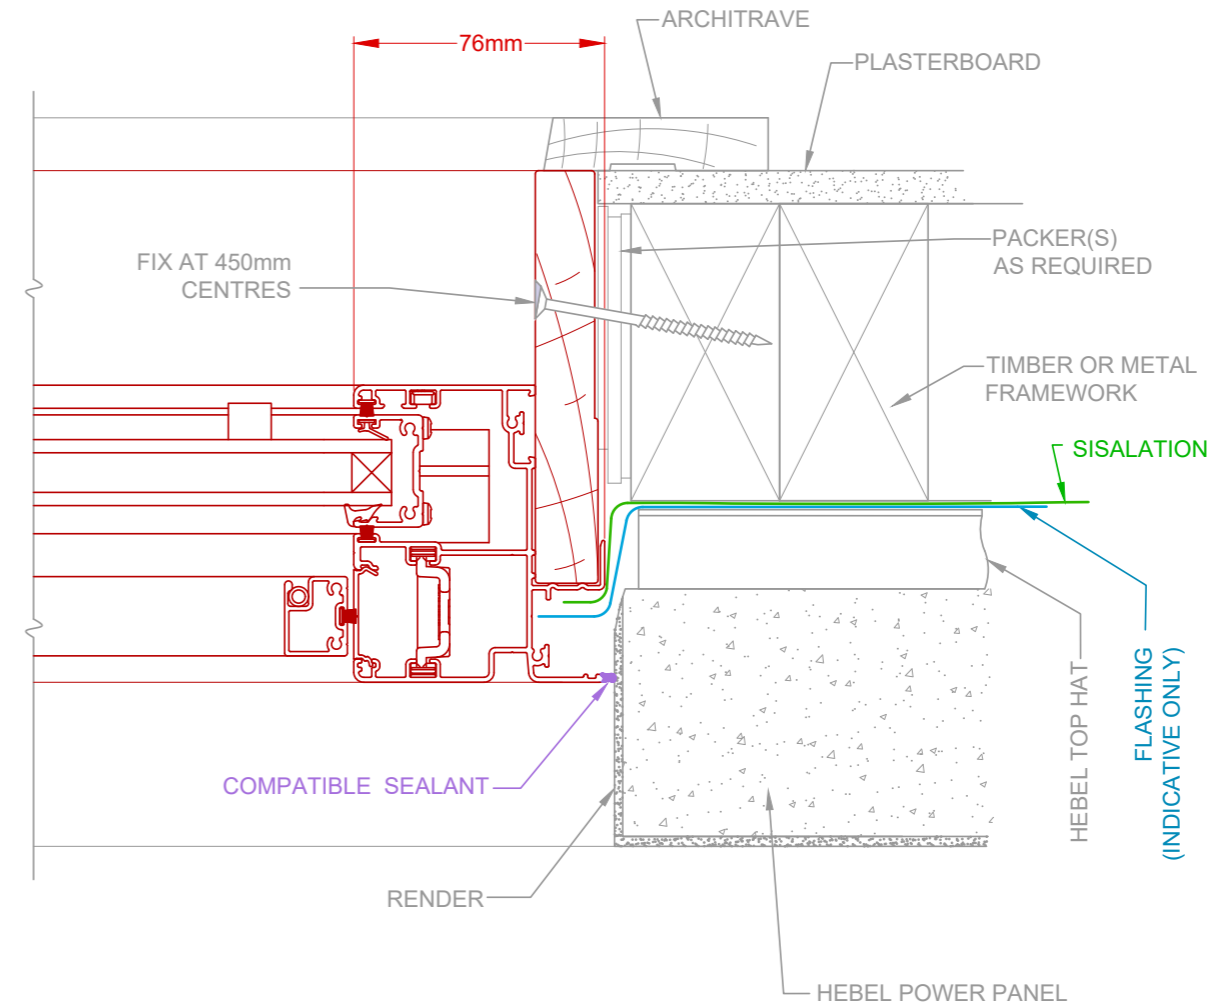 ARCHITRAVE
76mm
PLASTERBOARD
PACKER(S)
AS REQUIRED
FIX AT 450mm
CENTRES
TIMBER OR METAL
FRAMEWORK
SISALATION
HEBEL TOP HAT
FLASHING
(INDICATIVE ONLY)
COMPATIBLE SEALANT
RENDER
HEBEL POWER PANEL